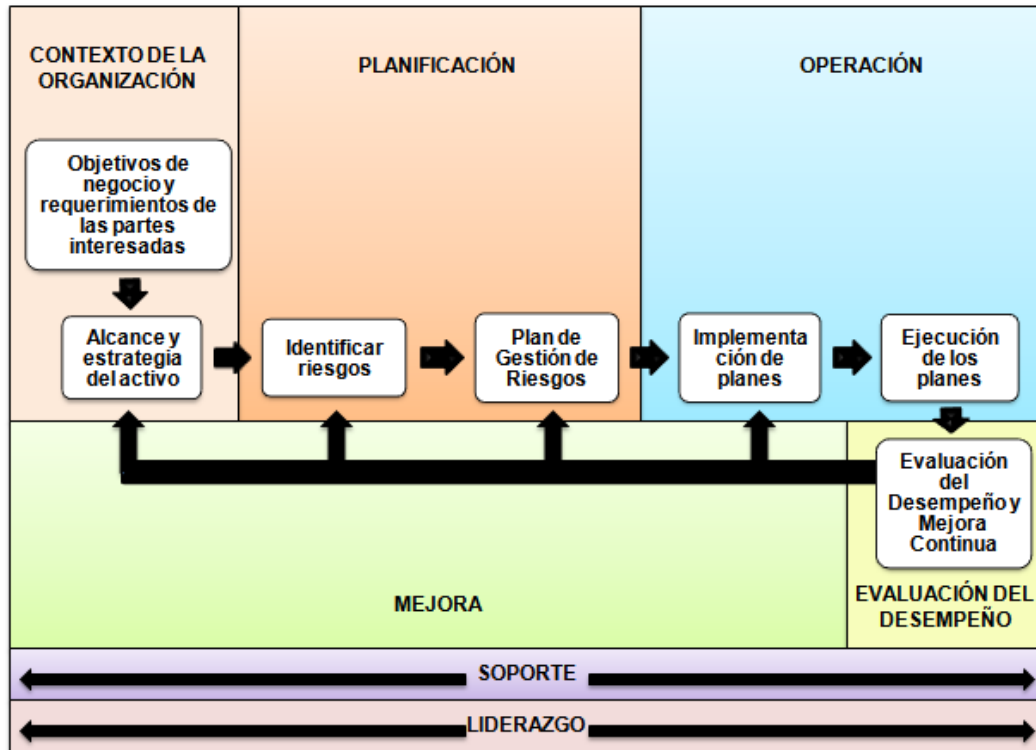 CONTEXTO DE LA
ORGANIZACIÓN
PLANIFICACIÓN
OPERACIÓN
Objetivos de
negocio y
requerimientos de
las partes
interesadas
Alcance y
estrategia
del activo
Identificar
riesgos
Plan de
Gestión de
Riesgos
Implementa
ción de
planes
Ejecución
de los
planes
Evaluación
del
Desempeño y
Mejora
Continua
MEJORA
EVALUACIÓN DEL
DESEMPEÑO
SOPORTE
LIDERAZGO